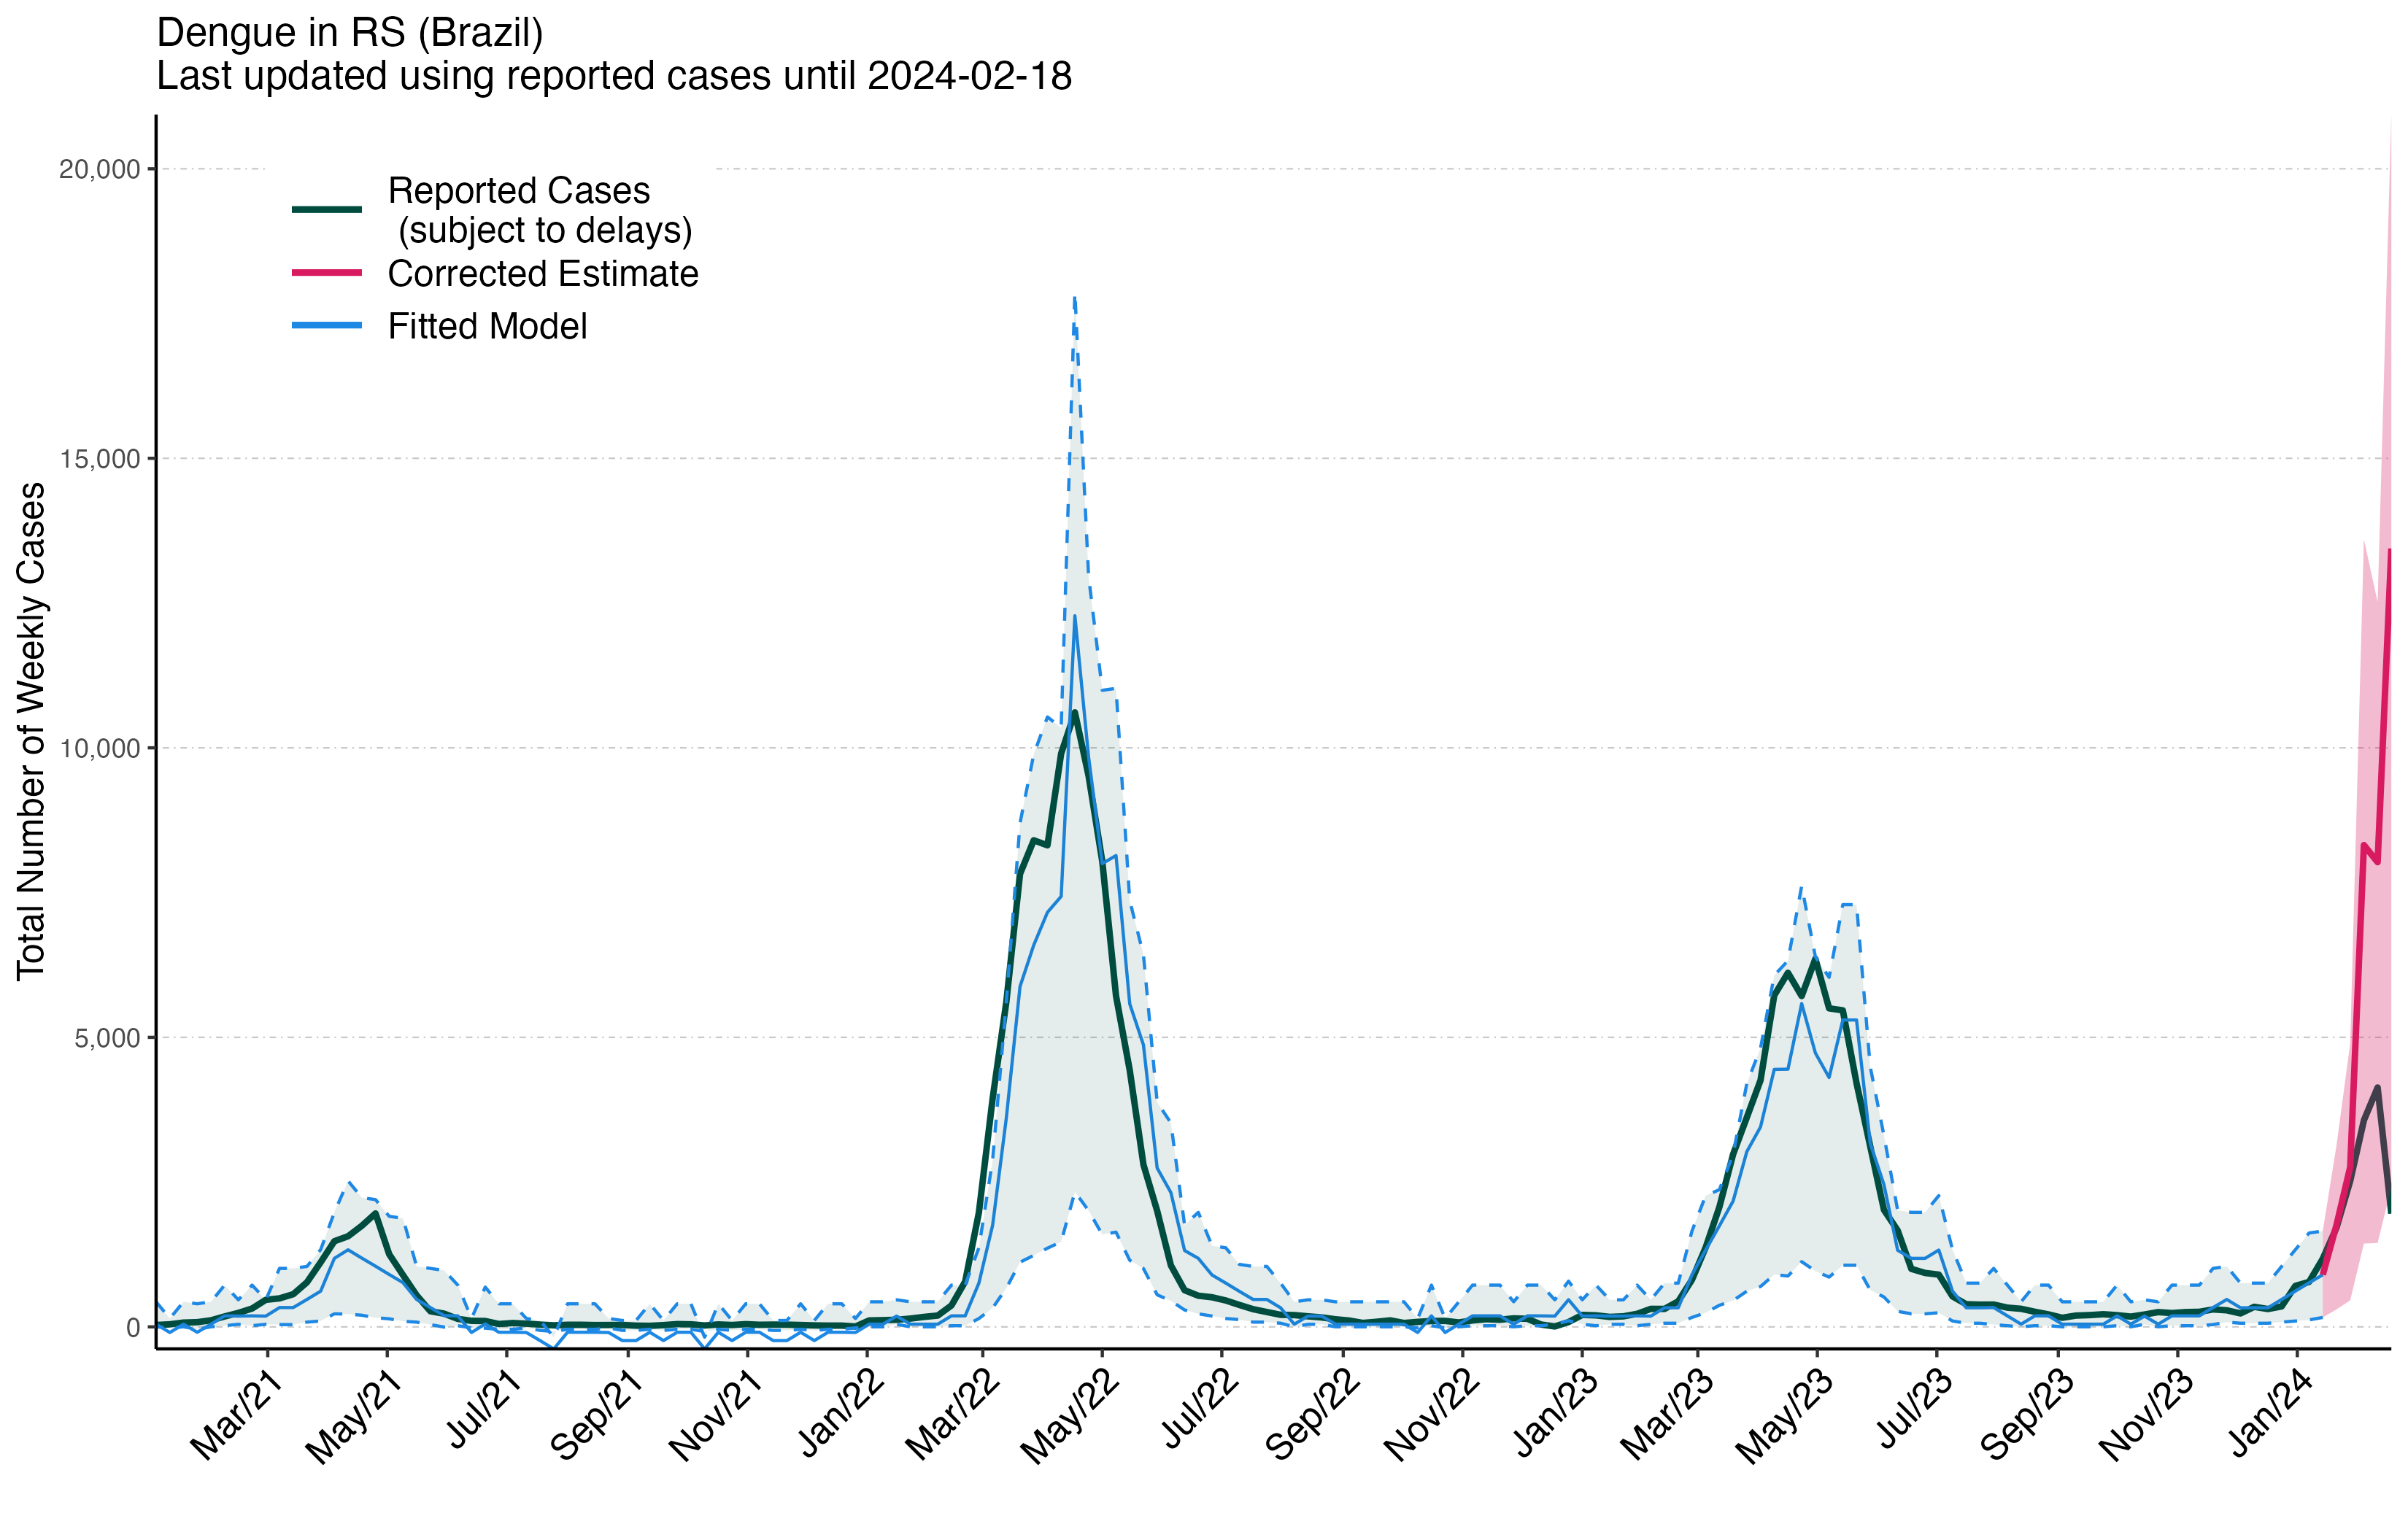 Dengue in RS (Brazil)
Last updated using reported cases until 2024-02-18
Reported Cases
(subject to delays)
Corrected Estimate
Fitted Model
Total Number of Weekly Cases
20,000
15,000
10,000
5,000
0
Mar/21
May/21
Jul/21
Sep/21
Nov/21
Jan/22
Mar/22
May/22
Jul/22
Sep/22
Nov/22
Jan/23
Mar/23
May/23
Jul/23
Sep/23
Nov/23
Jan/24